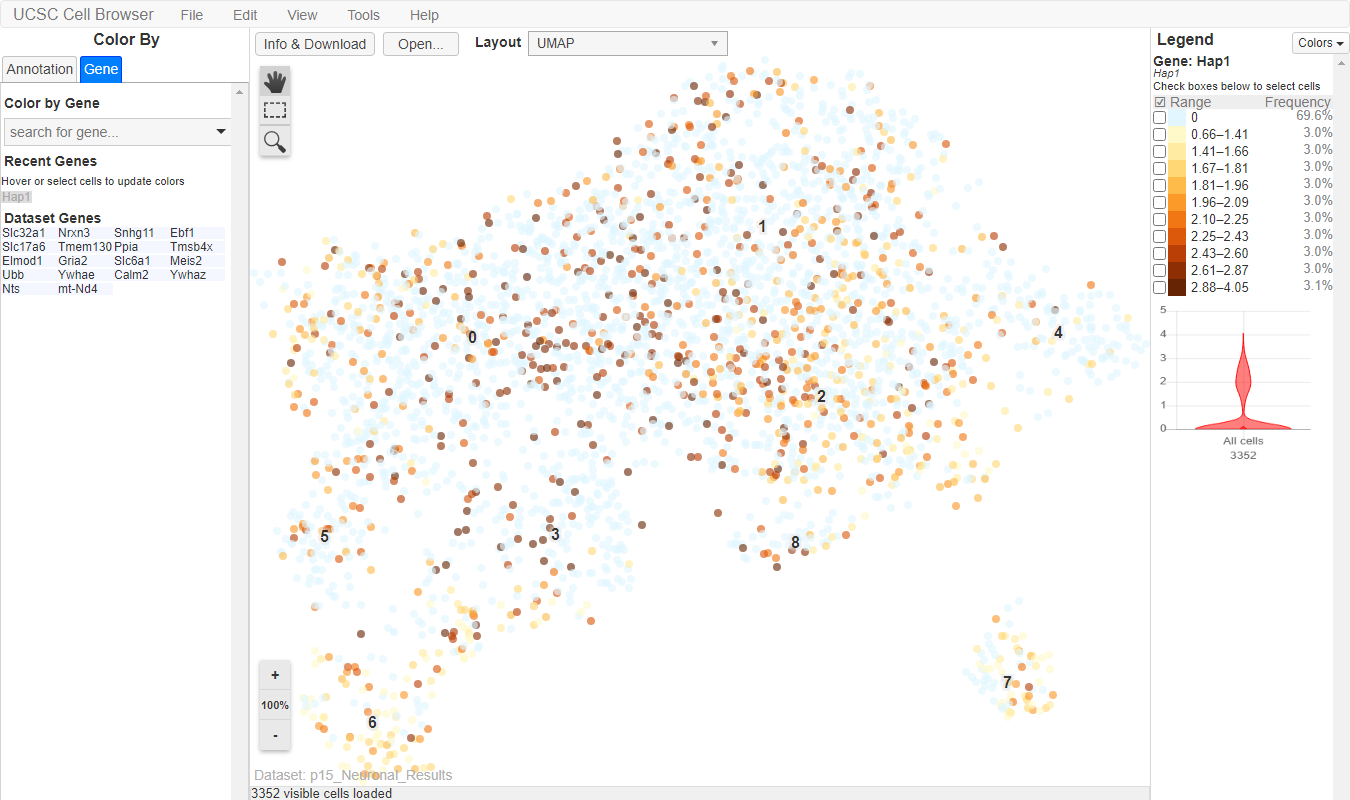 UCSC Cell Browser File Edit View Tools Help
Color By
Annotation Gene
Color by Gene
search for gene...
Recent Genes
Hover or select cells to update colors
Hap1
Dataset Genes
Slc32a1 Nrxn3 Snhg11 Ebf1
Slc17a6 Tmem130 Ppia Tmsb4x
Elmod1 Gria2 Slc6a1 Meis2
Ubb Ywhae Calm2 Ywhaz
Nts mt-Nd4
Info & Download Open... Layout UMAP
1
0
4
2
5
3
8
7
6
+
100%
-
Dataset: p15_Neuronal_Results
3352 visible cells loaded
Legend Colors
Gene: Hap1
Hap1
Check boxes below to select cells
Range Frequency
0 69.6%
0.66–1.41 3.0%
1.41–1.66 3.0%
1.67–1.81 3.0%
1.81–1.96 3.0%
1.96–2.09 3.0%
2.10–2.25 3.0%
2.25–2.43 3.0%
2.43–2.60 3.0%
2.61–2.87 3.0%
2.88–4.05 3.1%
5
4
3
2
1
0
All cells
3352